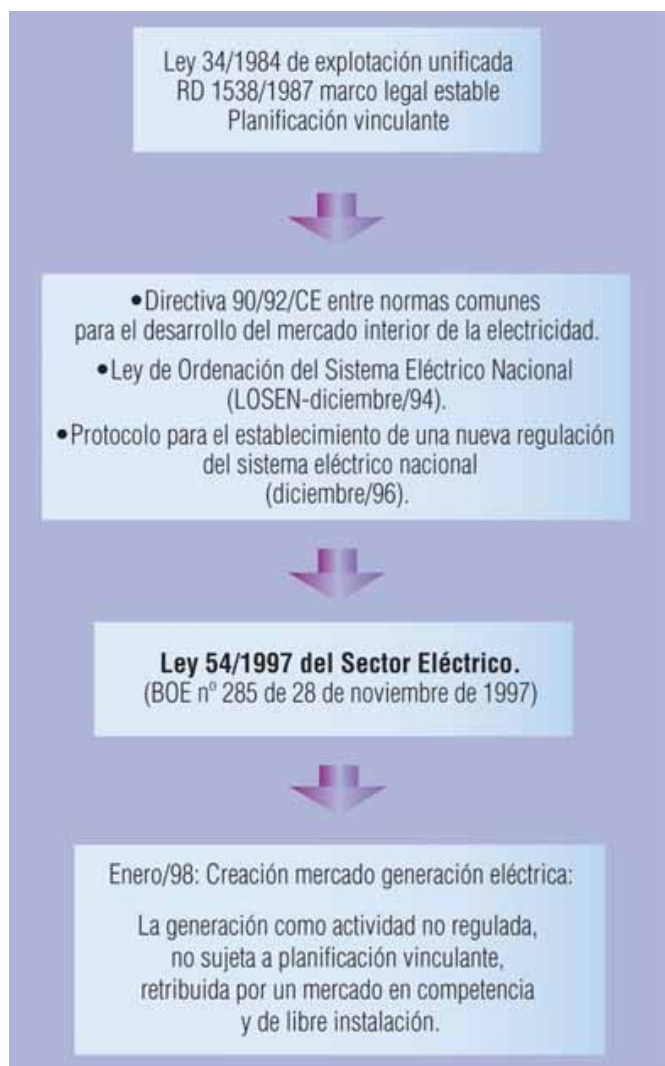 Ley 34/1984 de explotación unificada
RD 1538/1987 marco legal estable
Planificación vinculante
•Directiva 90/92/CE entre normas comunes
para el desarrollo del mercado interior de la electricidad.
•Ley de Ordenación del Sistema Eléctrico Nacional
(LOSEN-diciembre/94).
•Protocolo para el establecimiento de una nueva regulación
del sistema eléctrico nacional
(diciembre/96).
Ley 54/1997 del Sector Eléctrico.
(BOE nº 285 de 28 de noviembre de 1997)
Enero/98: Creación mercado generación eléctrica:
La generación como actividad no regulada,
no sujeta a planificación vinculante,
retribuida por un mercado en competencia
y de libre instalación.